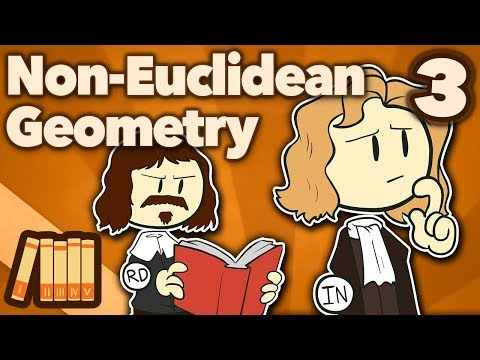 Non-Euclidean
Geometry
3
RD
IN
I
II
III
IV
V